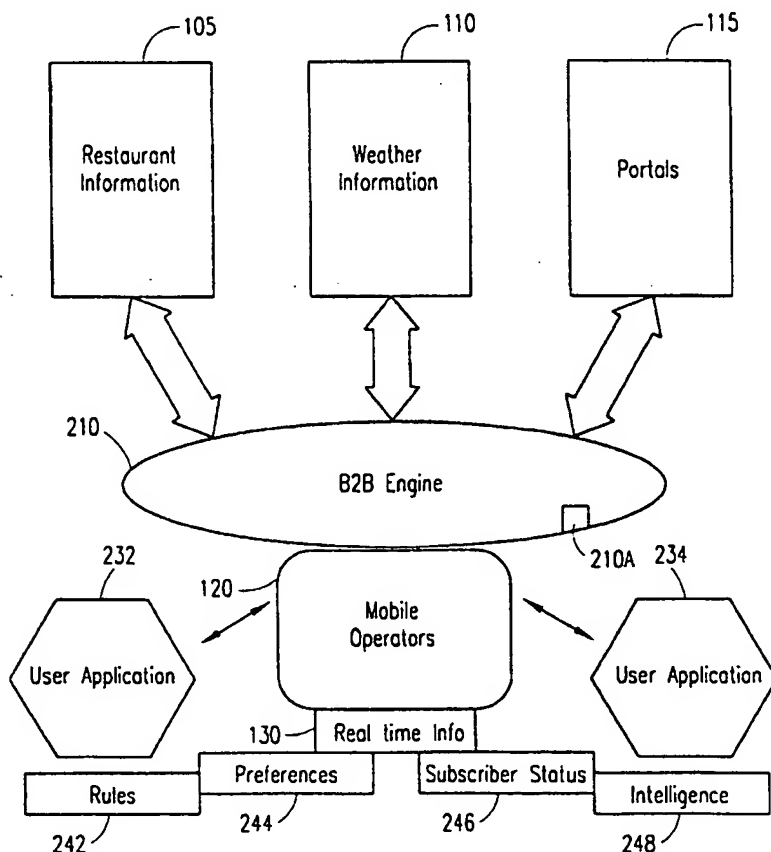 105
110
115
Restaurant
Information
Weather
Information
Portals
210
B2B Engine
210A
232
120
234
Mobile
Operators
User Application
User Application
130
Real time Info
Preferences
Subscriber Status
Rules
Intelligence
242
244
246
248